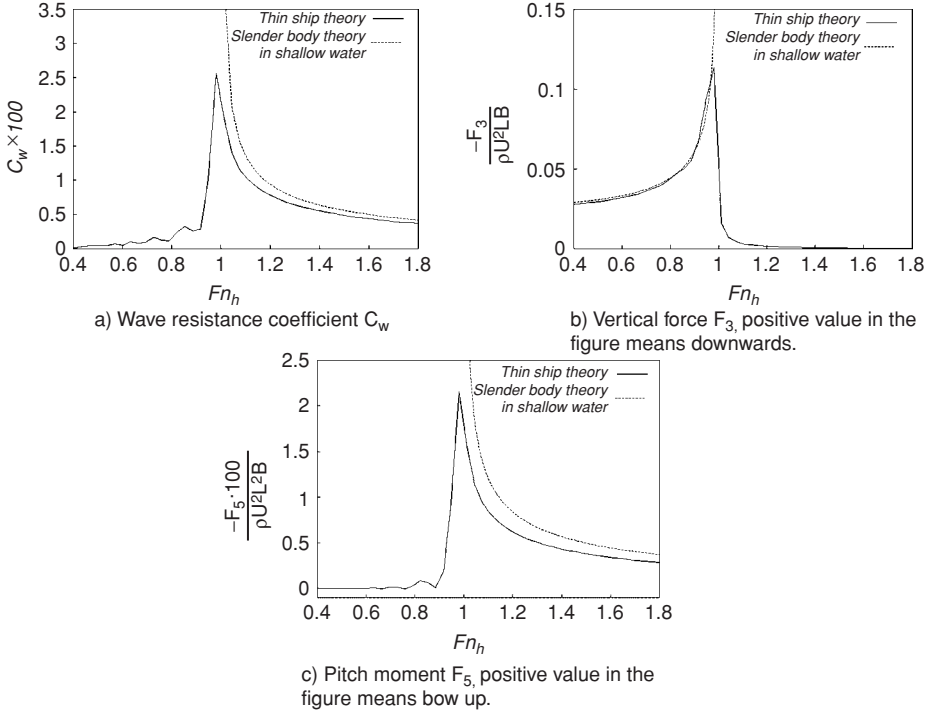 3.5
3
2.5
2
1.5
1
0.5
0
C_w × 100
Thin ship theory
Slender body theory
in shallow water
0.4 0.6 0.8 1 1.2 1.4 1.6 1.8
Fn_h
a) Wave resistance coefficient C_w
0.15
0.1
0.05
0
−F_3
ρU²LB
Thin ship theory
Slender body theory
in shallow water
0.4 0.6 0.8 1 1.2 1.4 1.6 1.8
Fn_h
b) Vertical force F_3, positive value in the
figure means downwards.
2.5
2
1.5
1
0.5
0
−F_5·100
ρU²L²B
Thin ship theory
Slender body theory
in shallow water
0.4 0.6 0.8 1 1.2 1.4 1.6 1.8
Fn_h
c) Pitch moment F_5, positive value in the
figure means bow up.